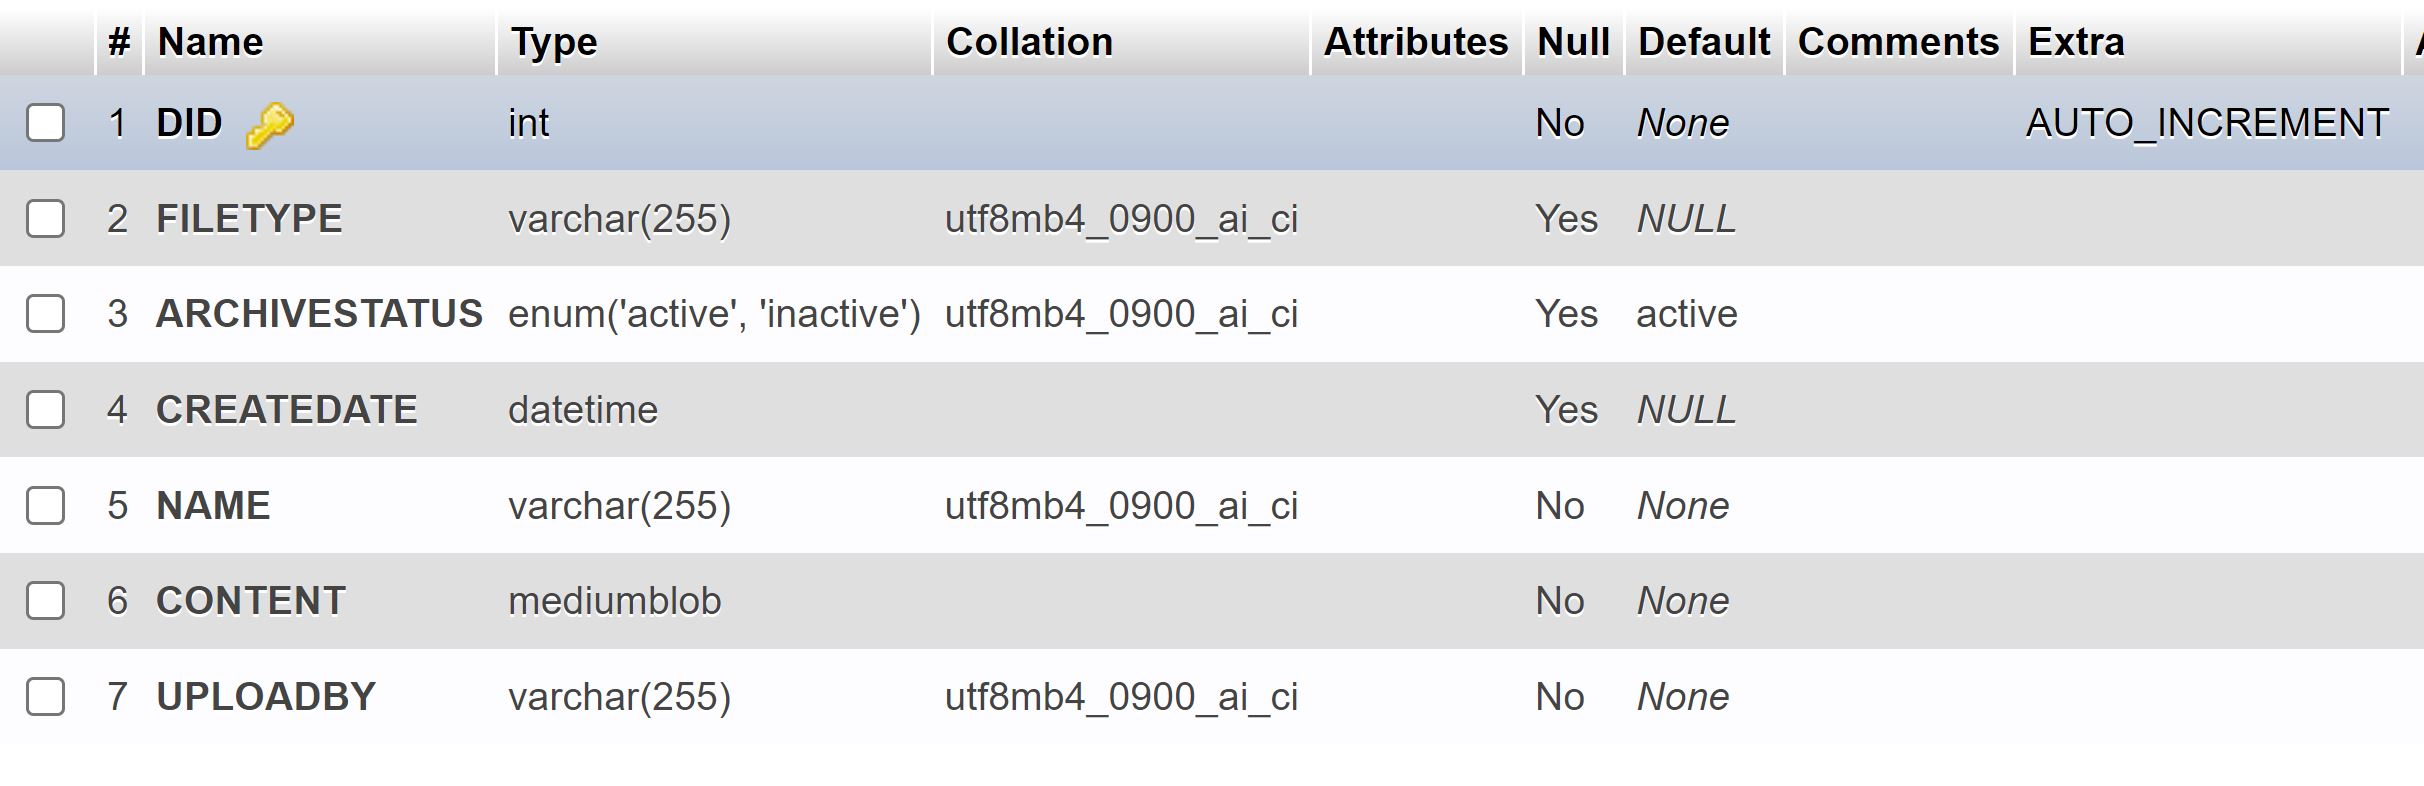 # Name Type Collation Attributes Null Default Comments Extra
1 DID int No None AUTO_INCREMENT
2 FILETYPE varchar(255) utf8mb4_0900_ai_ci Yes NULL
3 ARCHIVESTATUS enum('active', 'inactive') utf8mb4_0900_ai_ci Yes active
4 CREATEDATE datetime Yes NULL
5 NAME varchar(255) utf8mb4_0900_ai_ci No None
6 CONTENT mediumblob No None
7 UPLOADBY varchar(255) utf8mb4_0900_ai_ci No None